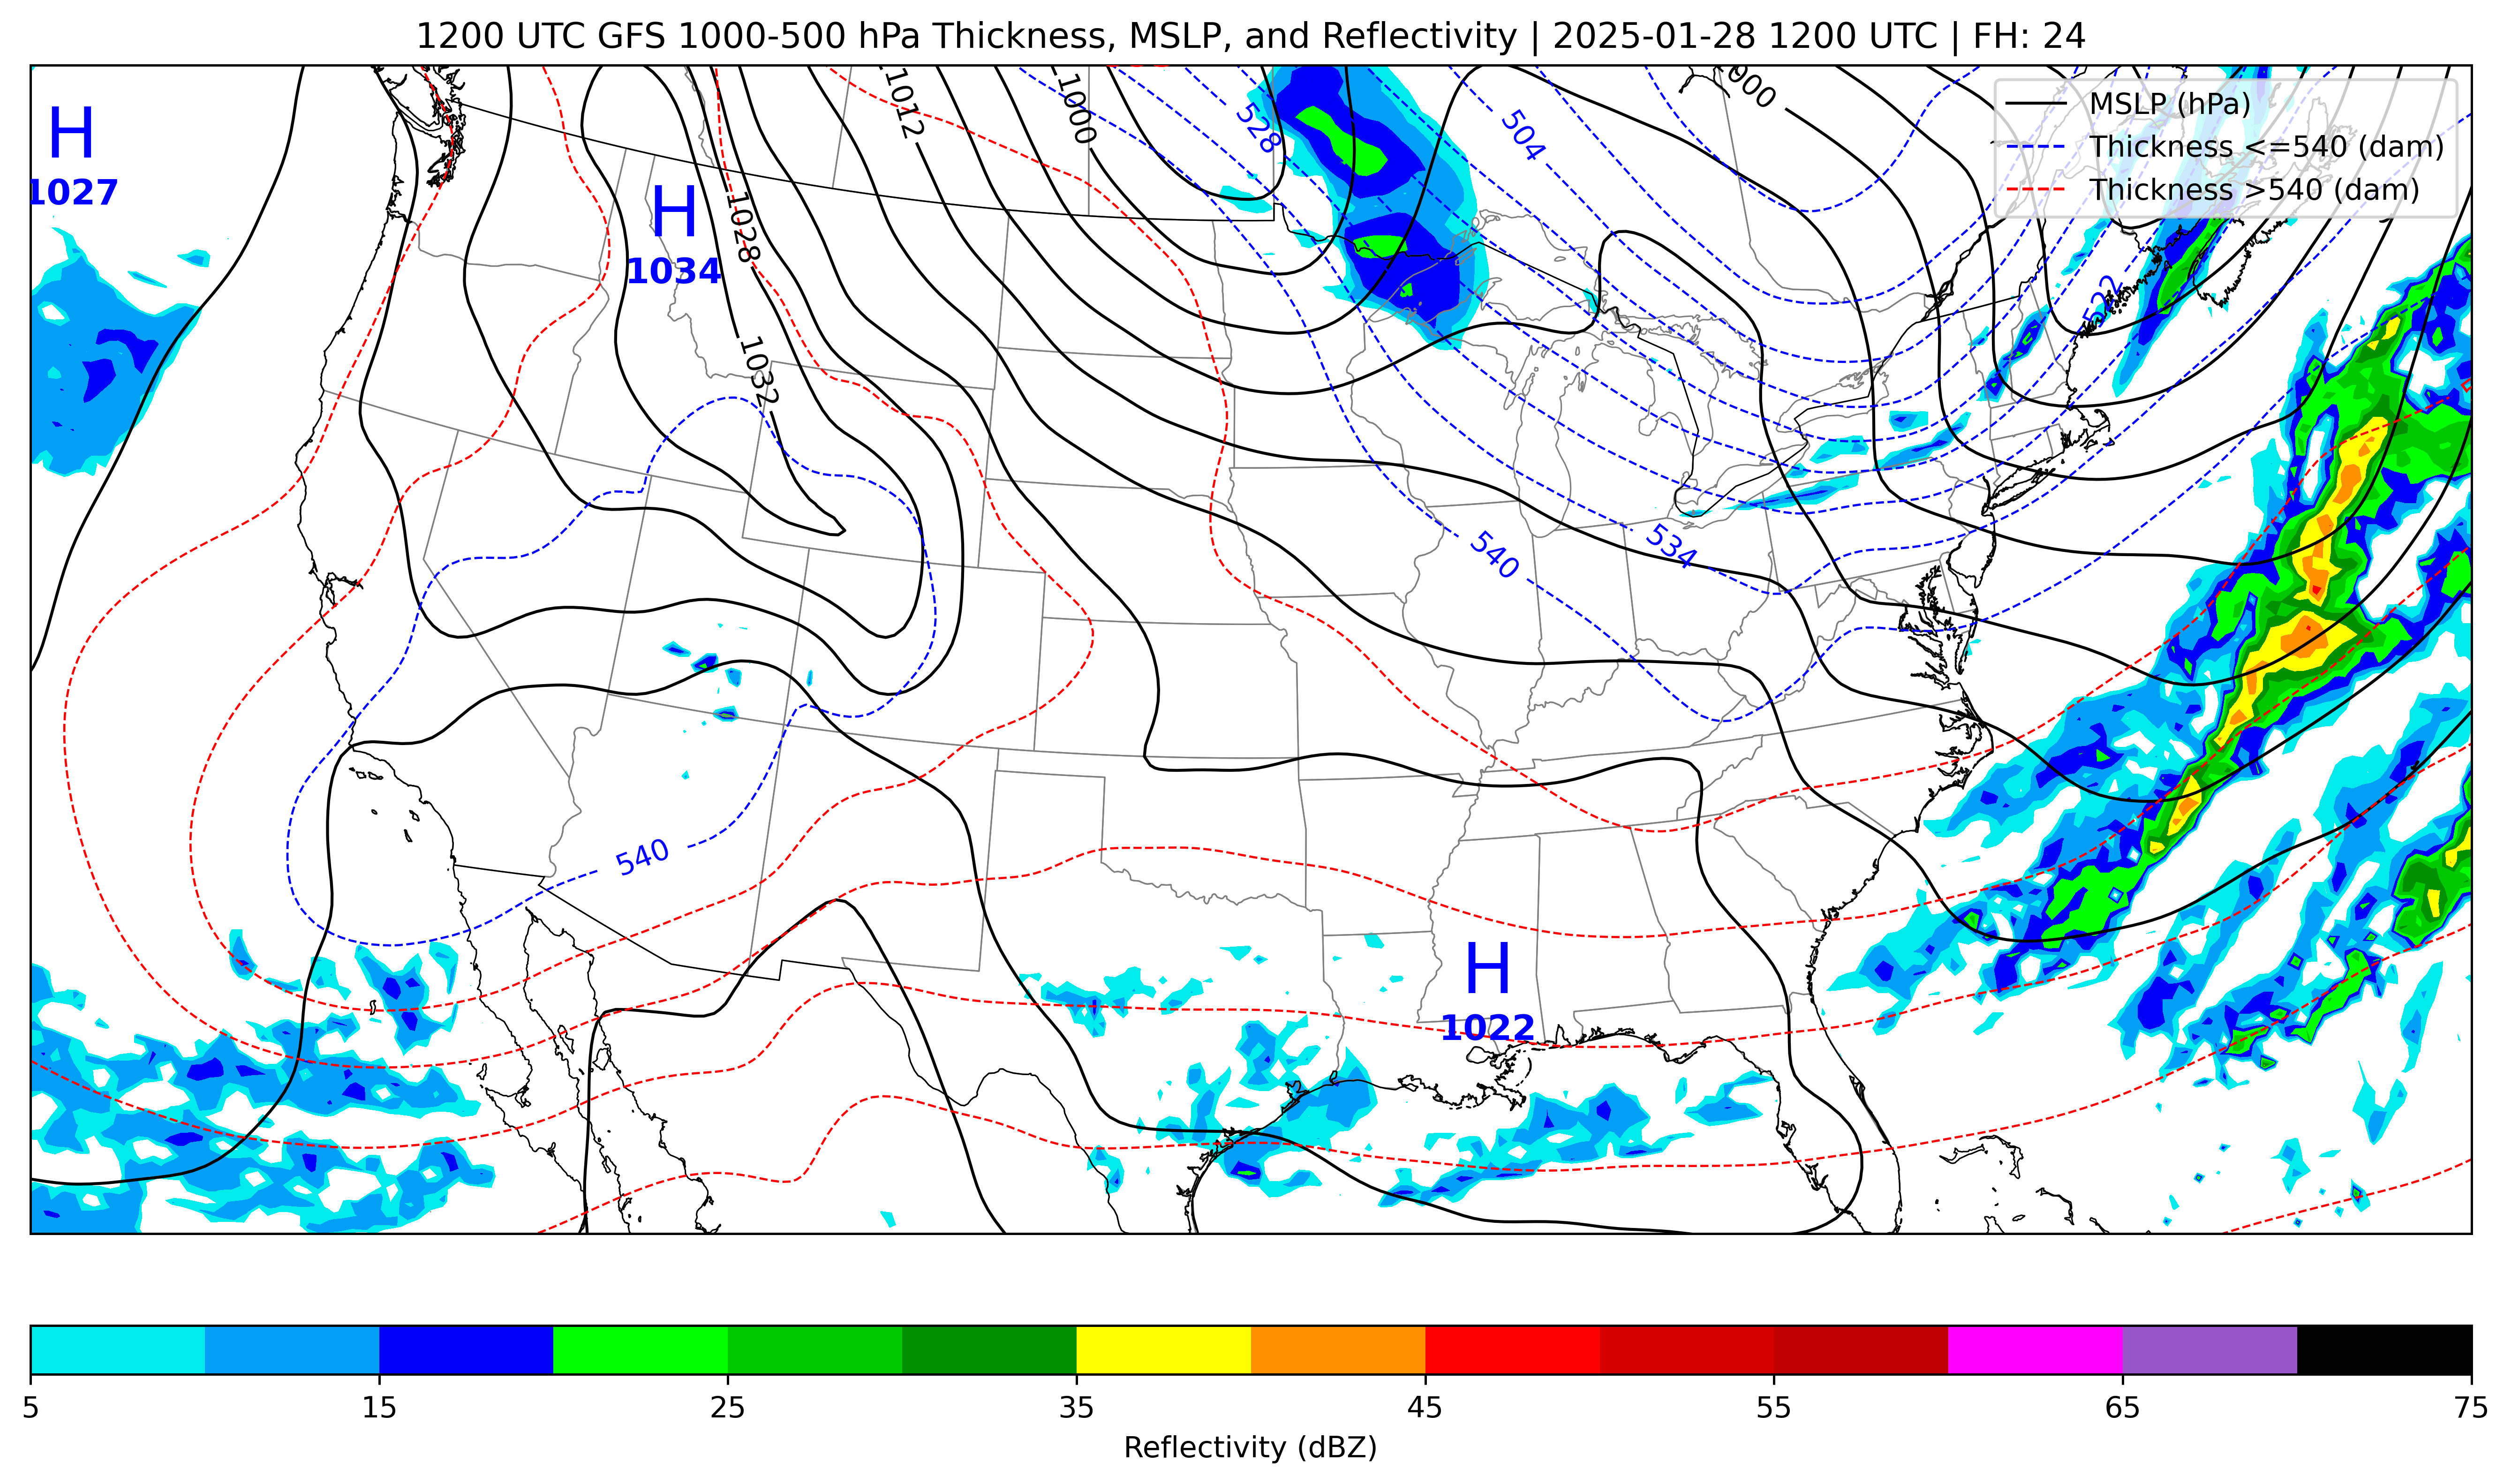 1200 UTC GFS 1000-500 hPa Thickness, MSLP, and Reflectivity | 2025-01-28 1200 UTC | FH: 24
MSLP (hPa)
Thickness <=540 (dam)
Thickness >540 (dam)
H
1027
H
1034
1028
1032
1012
1000
528
504
000
522
540
534
540
H
1022
5
15
25
35
45
55
65
75
Reflectivity (dBZ)